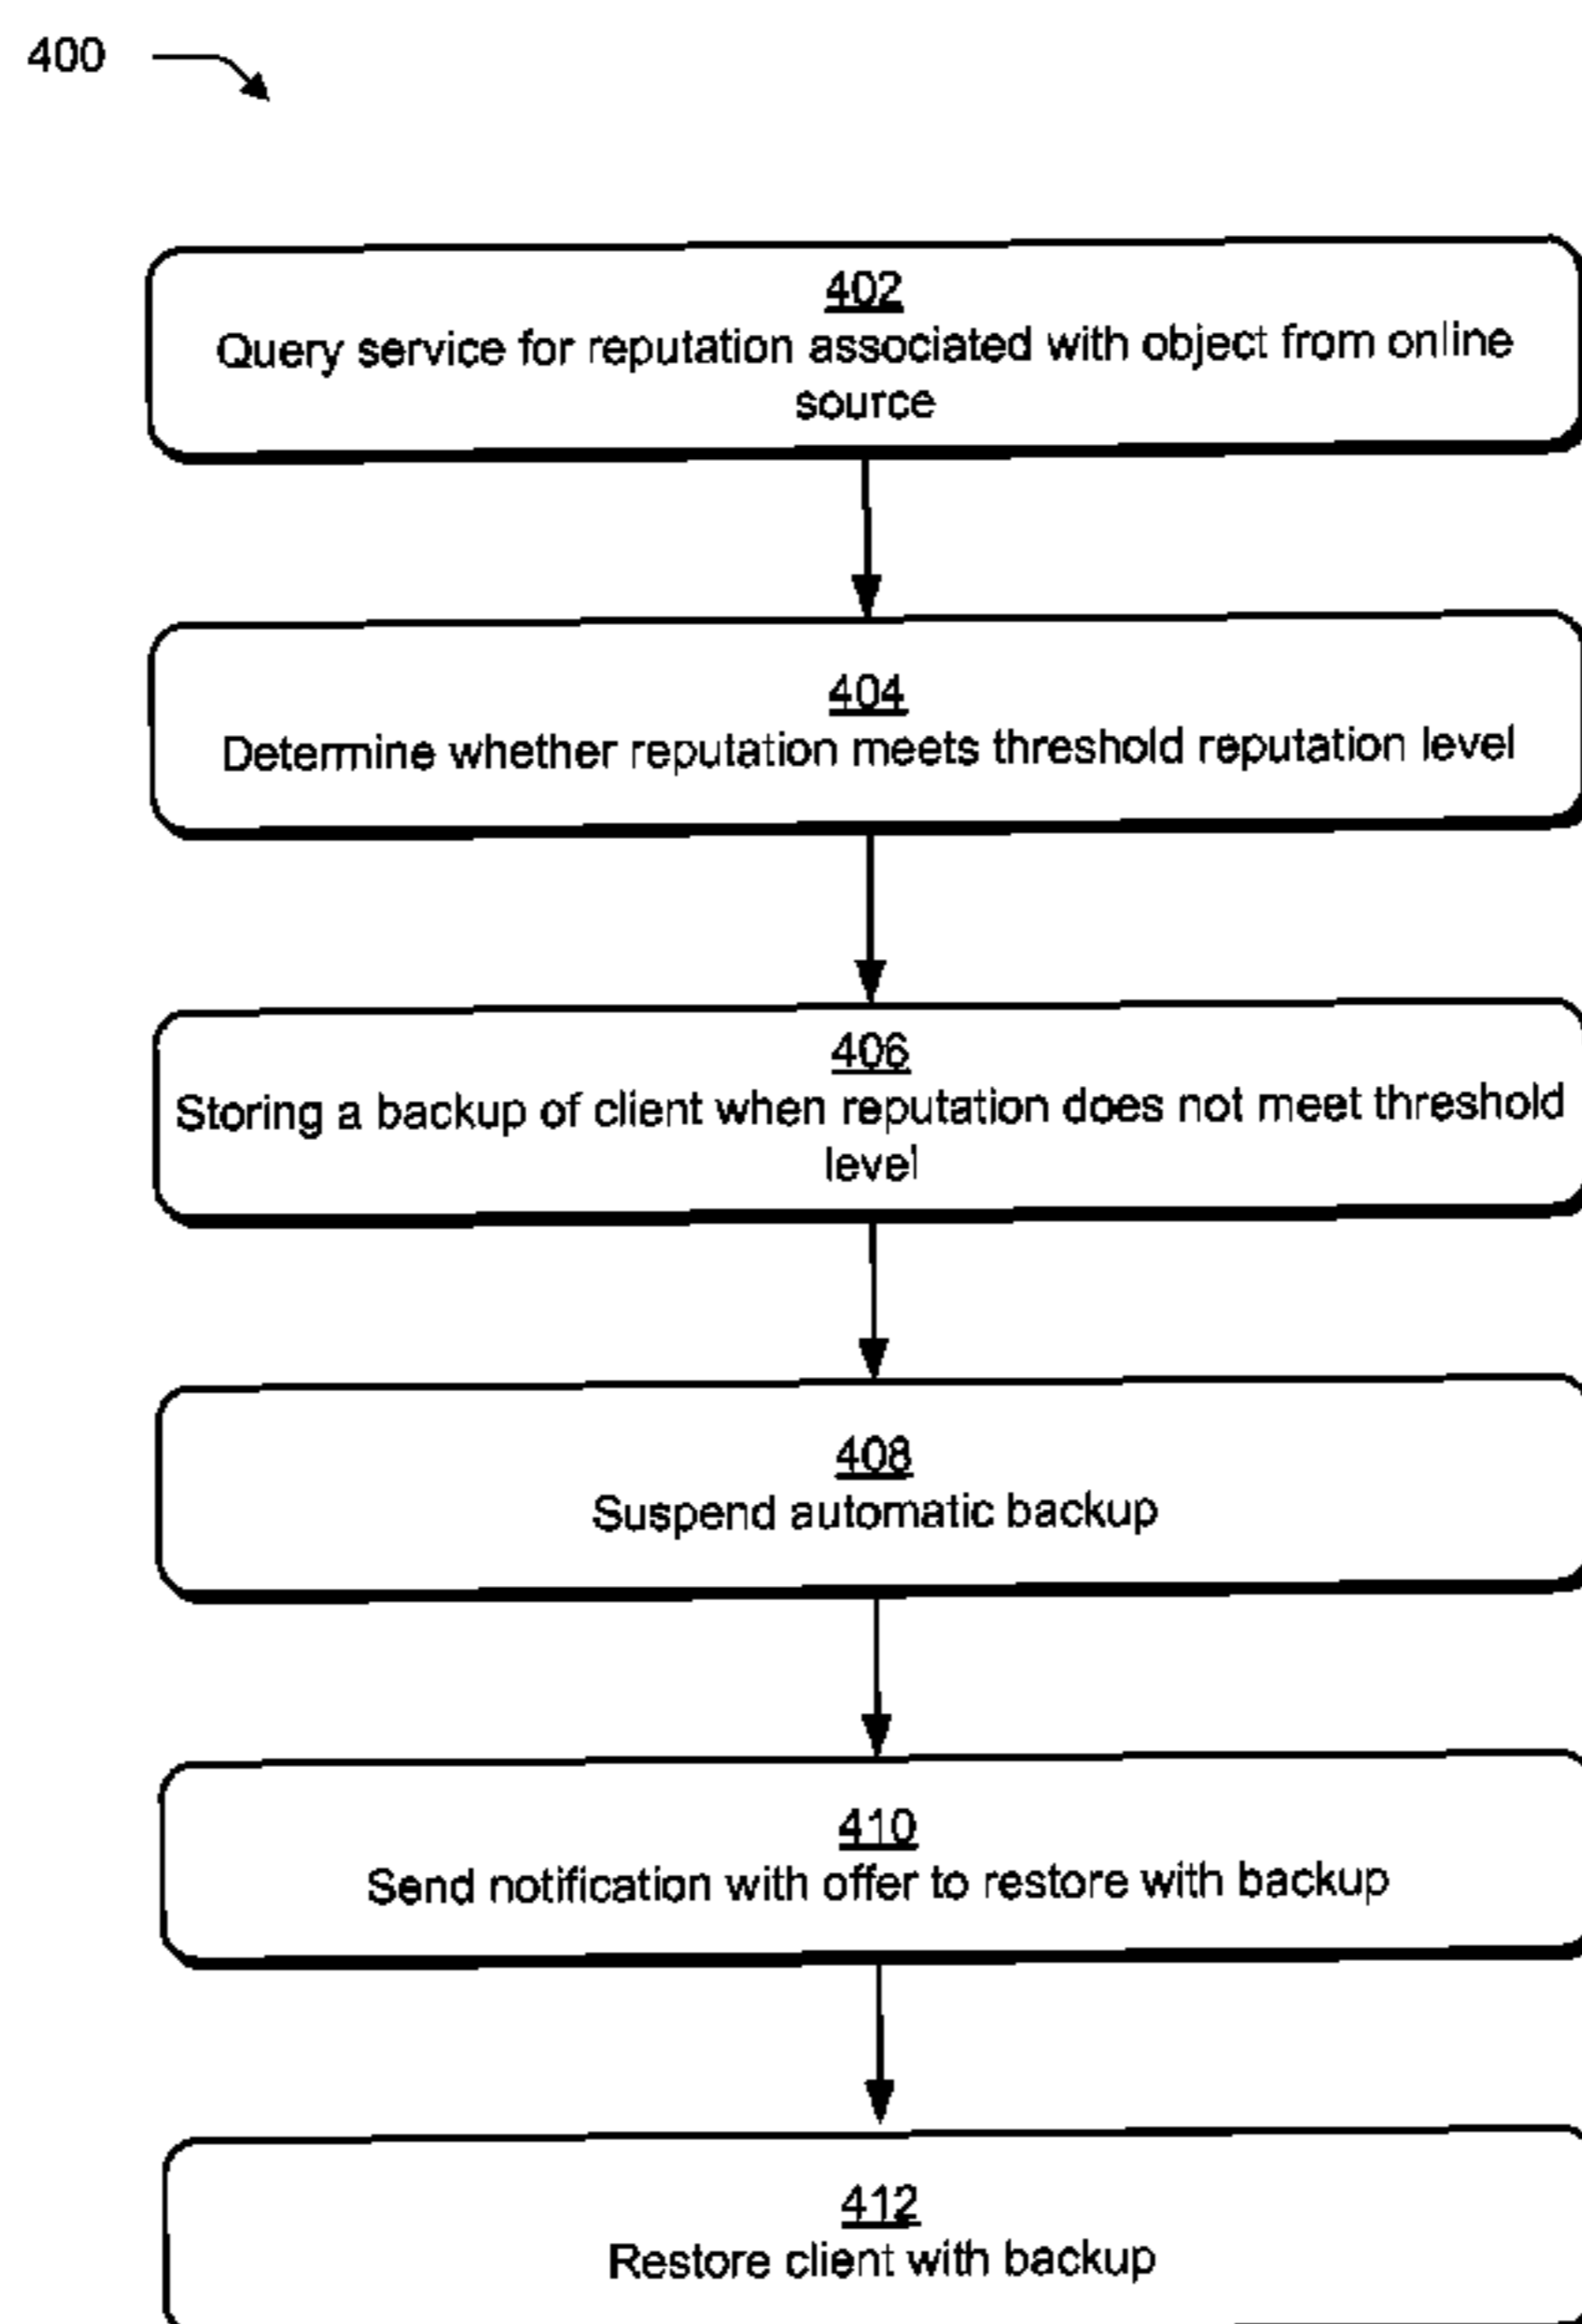 400
402
Query service for reputation associated with object from online
source
404
Determine whether reputation meets threshold reputation level
406
Storing a backup of client when reputation does not meet threshold
level
408
Suspend automatic backup
410
Send notification with offer to restore with backup
412
Restore client with backup